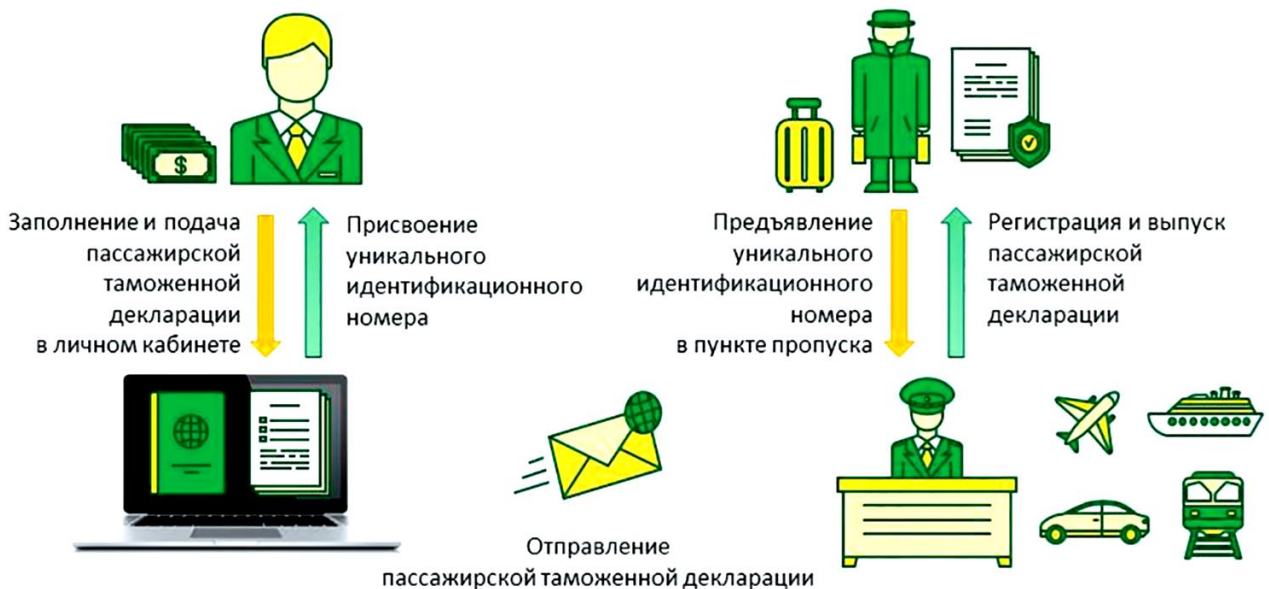 $
Заполнение и подача
пассажирской
таможенной
декларации
в личном кабинете
Присвоение
уникального
идентификационного
номера
Предъявление
уникального
идентификационного
номера
в пункте пропуска
Регистрация и выпуск
пассажирской
таможенной
декларации
Отправление
пассажирской таможенной декларации